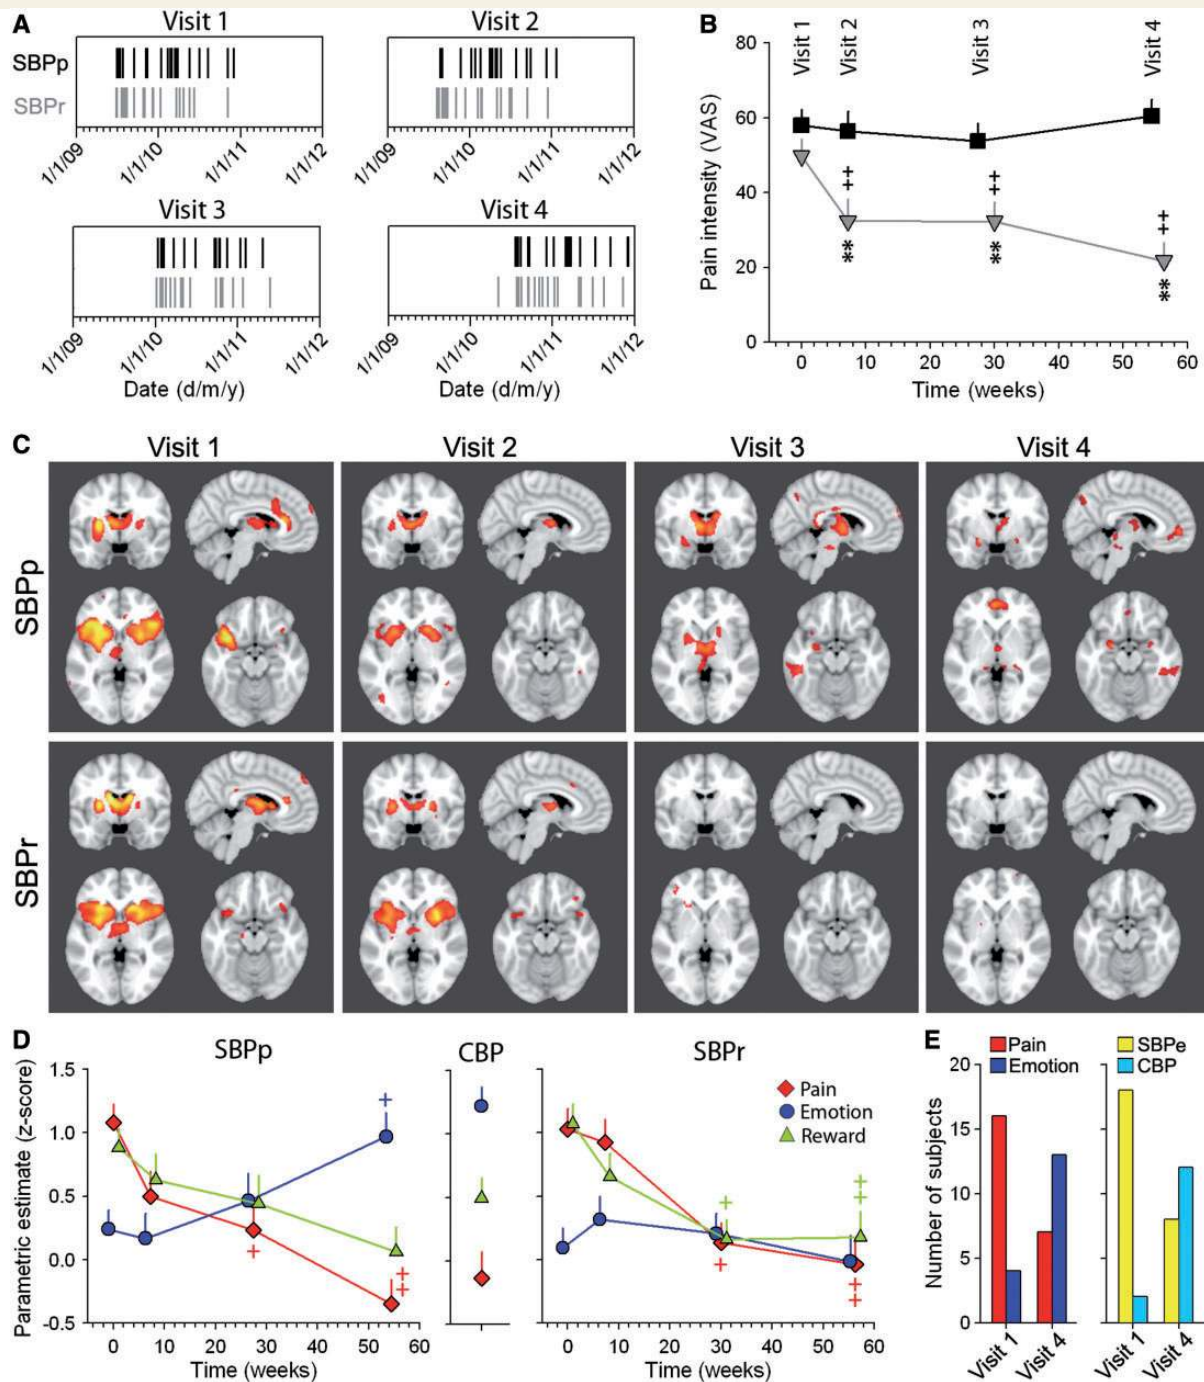 A
Visit 1
Visit 2
SBPp
SBPr
1/1/09
1/1/10
1/1/11
1/1/12
1/1/09
1/1/10
1/1/11
1/1/12
Visit 3
Visit 4
1/1/09
1/1/10
1/1/11
1/1/12
1/1/09
1/1/10
1/1/11
1/1/12
Date (d/m/y)
Date (d/m/y)
B
Visit 1
Visit 2
Visit 3
Visit 4
Pain intensity (VAS)
80
60
40
20
0
++
++
++
**
**
**
0 10 20 30 40 50 60
Time (weeks)
C
Visit 1
Visit 2
Visit 3
Visit 4
SBPp
SBPr
D
SBPp
CBP
SBPr
Parametric estimate (z-score)
1.5
1.0
0.5
0.0
-0.5
+
+
++
Pain
Emotion
Reward
+
+
++
++
0 10 20 30 40 50 60
Time (weeks)
0 10 20 30 40 50 60
Time (weeks)
E
Pain
Emotion
SBPe
CBP
Number of subjects
20
15
10
5
0
Visit 1
Visit 4
Visit 1
Visit 4